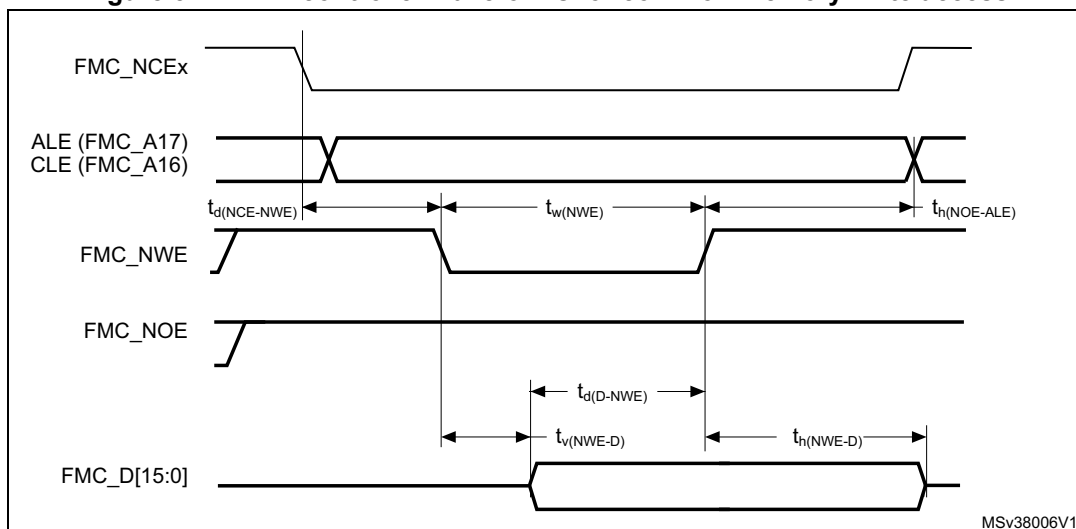 FMC_NCEx
ALE (FMC_A17)
CLE (FMC_A16)
td(NCE-NWE)
tw(NWE)
th(NOE-ALE)
FMC_NWE
FMC_NOE
td(D-NWE)
tv(NWE-D)
th(NWE-D)
FMC_D[15:0]
MSv38006V1